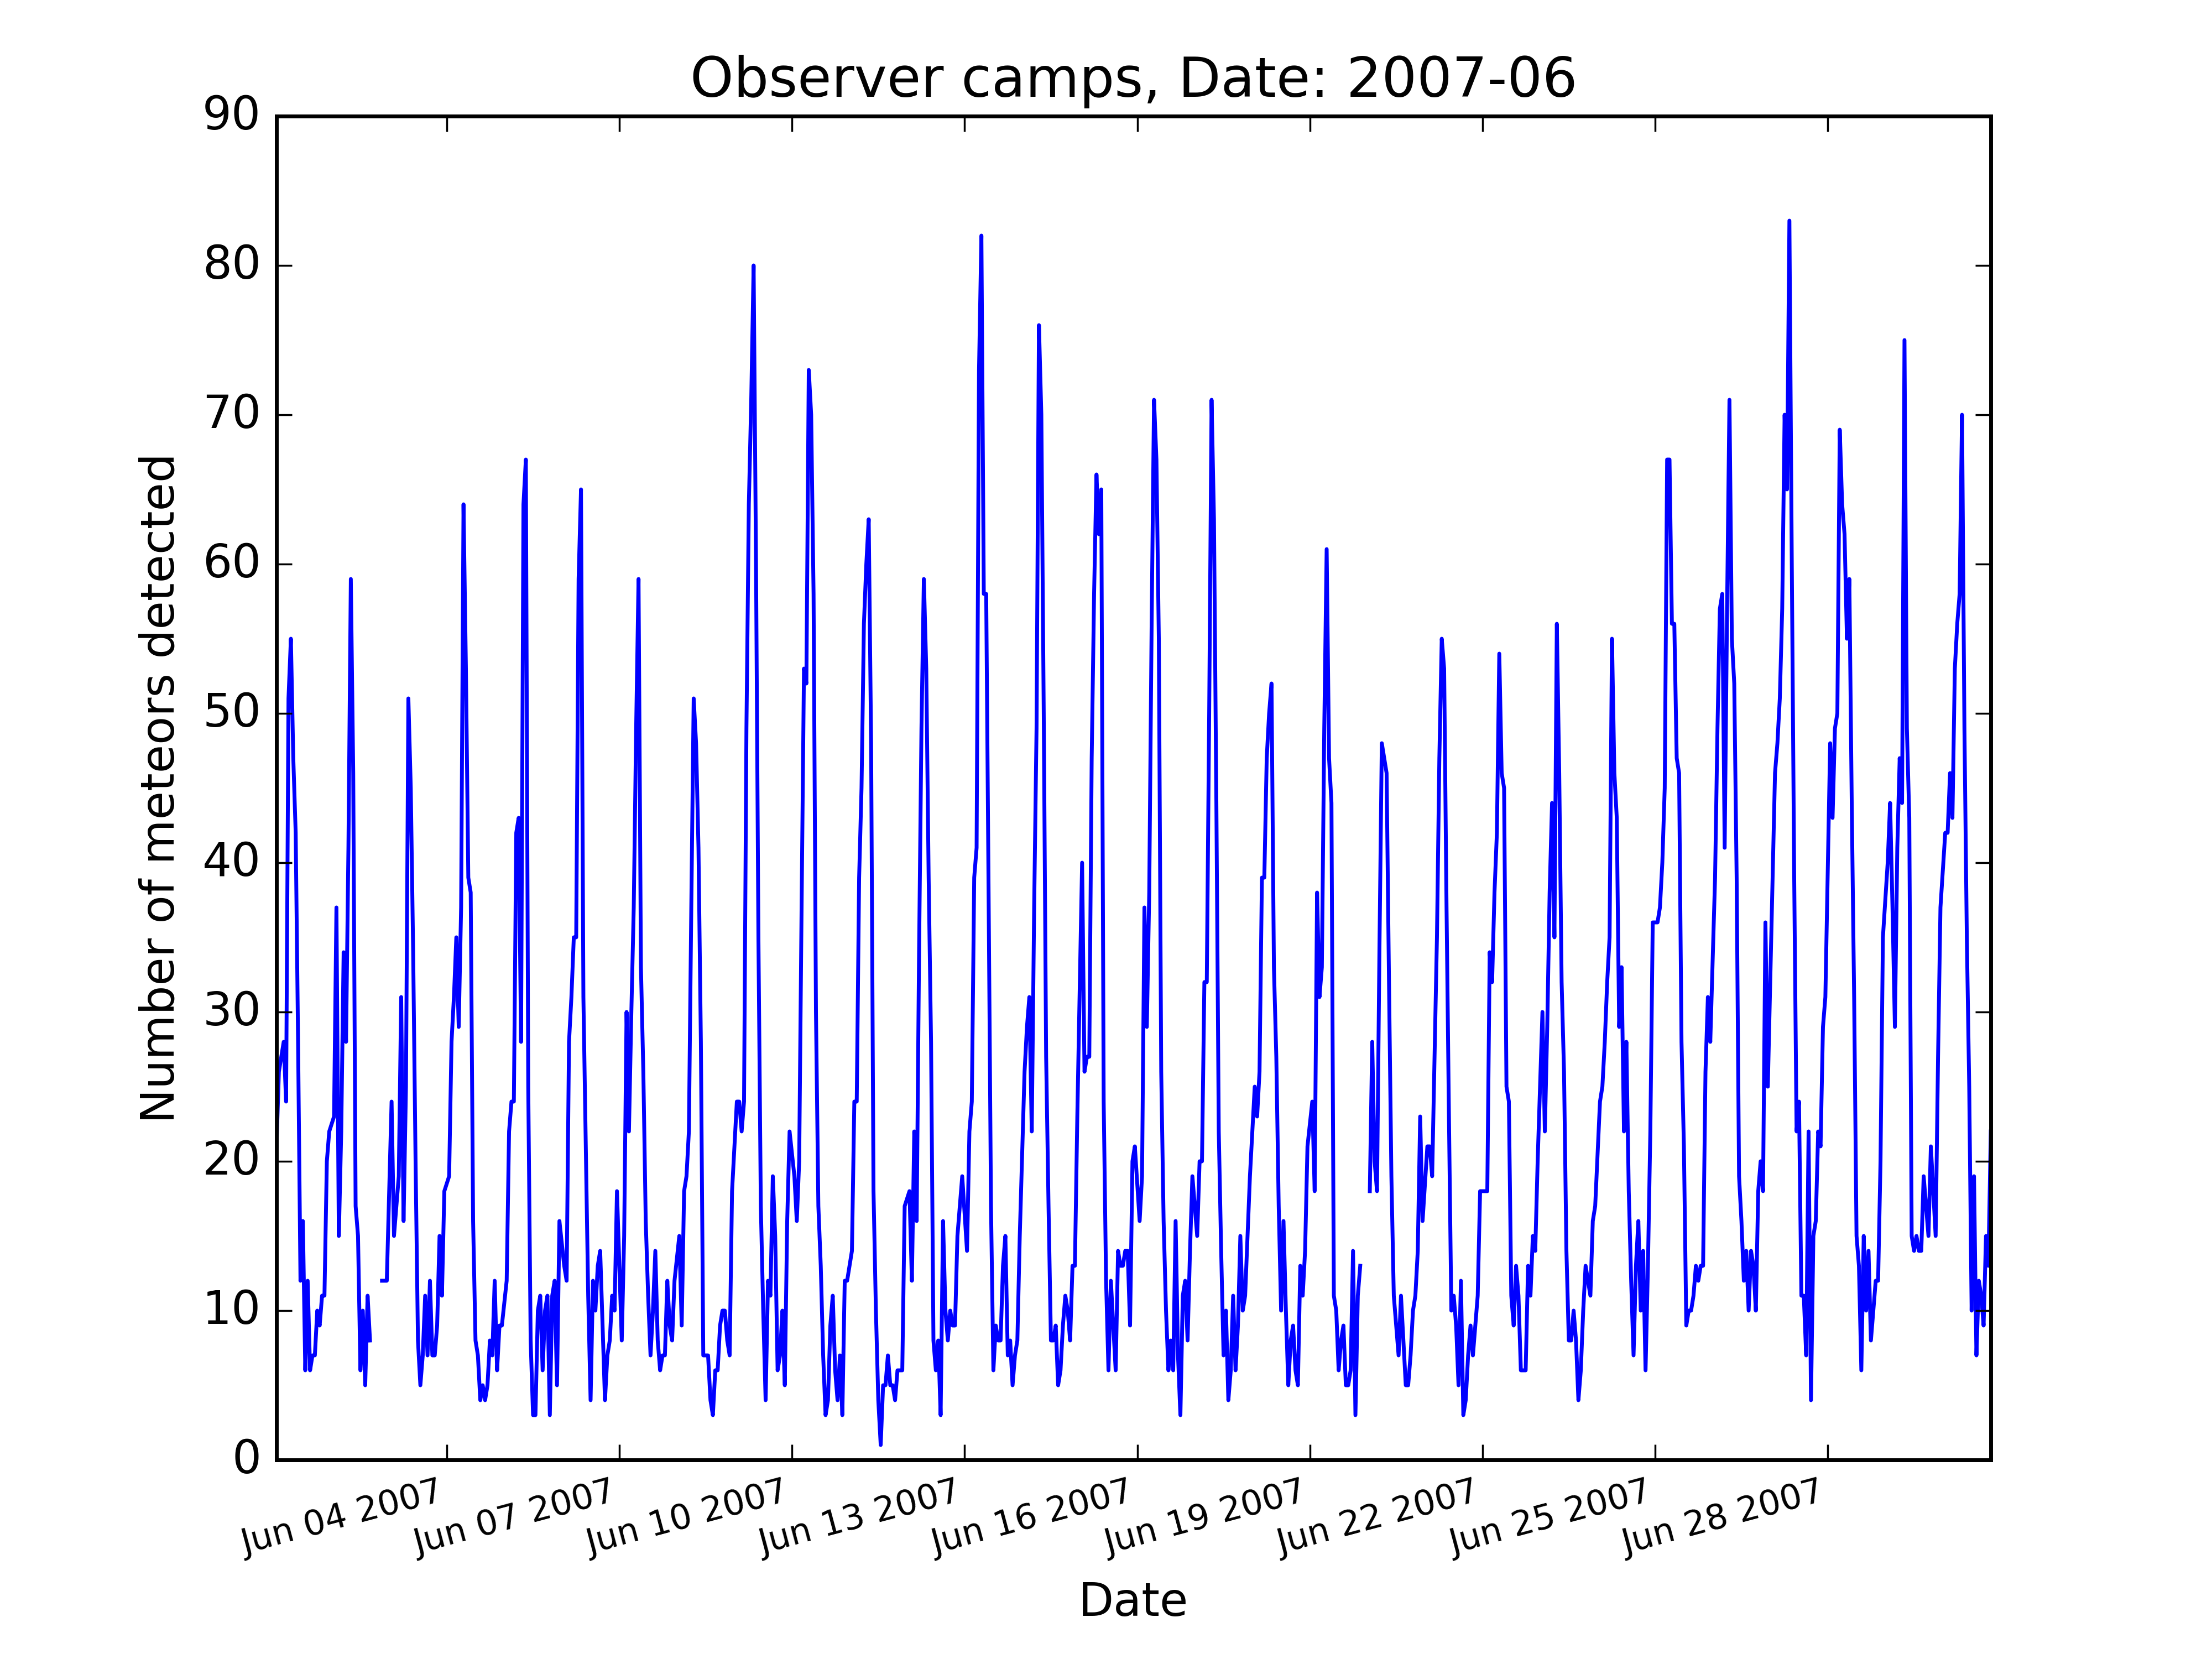 Observer camps, Date: 2007-06
Number of meteors detected
90
80
70
60
50
40
30
20
10
0
Jun 04 2007
Jun 07 2007
Jun 10 2007
Jun 13 2007
Jun 16 2007
Jun 19 2007
Jun 22 2007
Jun 25 2007
Jun 28 2007
Date